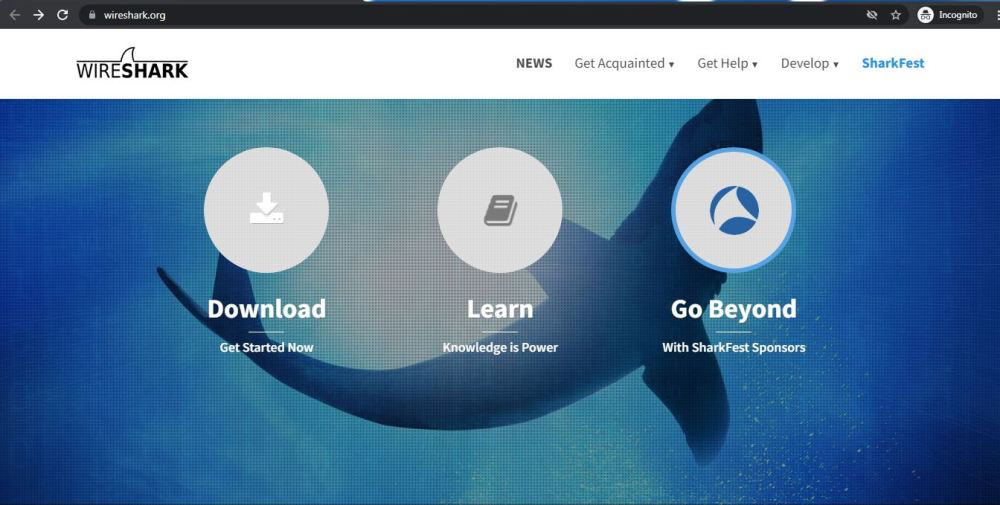 wireshark.org
Incognito
WIRESHARK
NEWS Get Acquainted ▾ Get Help ▾ Develop ▾ SharkFest
Download Learn Go Beyond
Get Started Now Knowledge is Power With SharkFest Sponsors